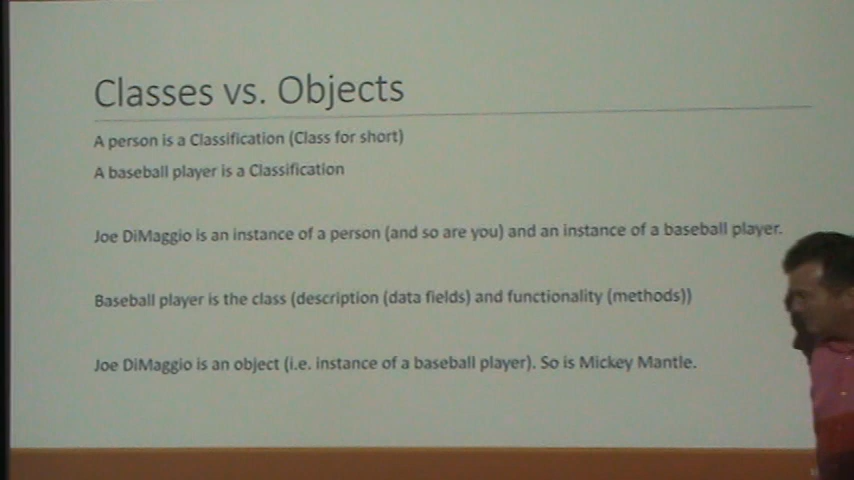 Classes vs. Objects
A person is a Classification (Class for short)
A baseball player is a Classification
Joe DiMaggio is an instance of a person (and so are you) and an instance of a baseball player.
Baseball player is the class (description (data fields) and functionality (methods))
Joe DiMaggio is an object (i.e. instance of a baseball player). So is Mickey Mantle.